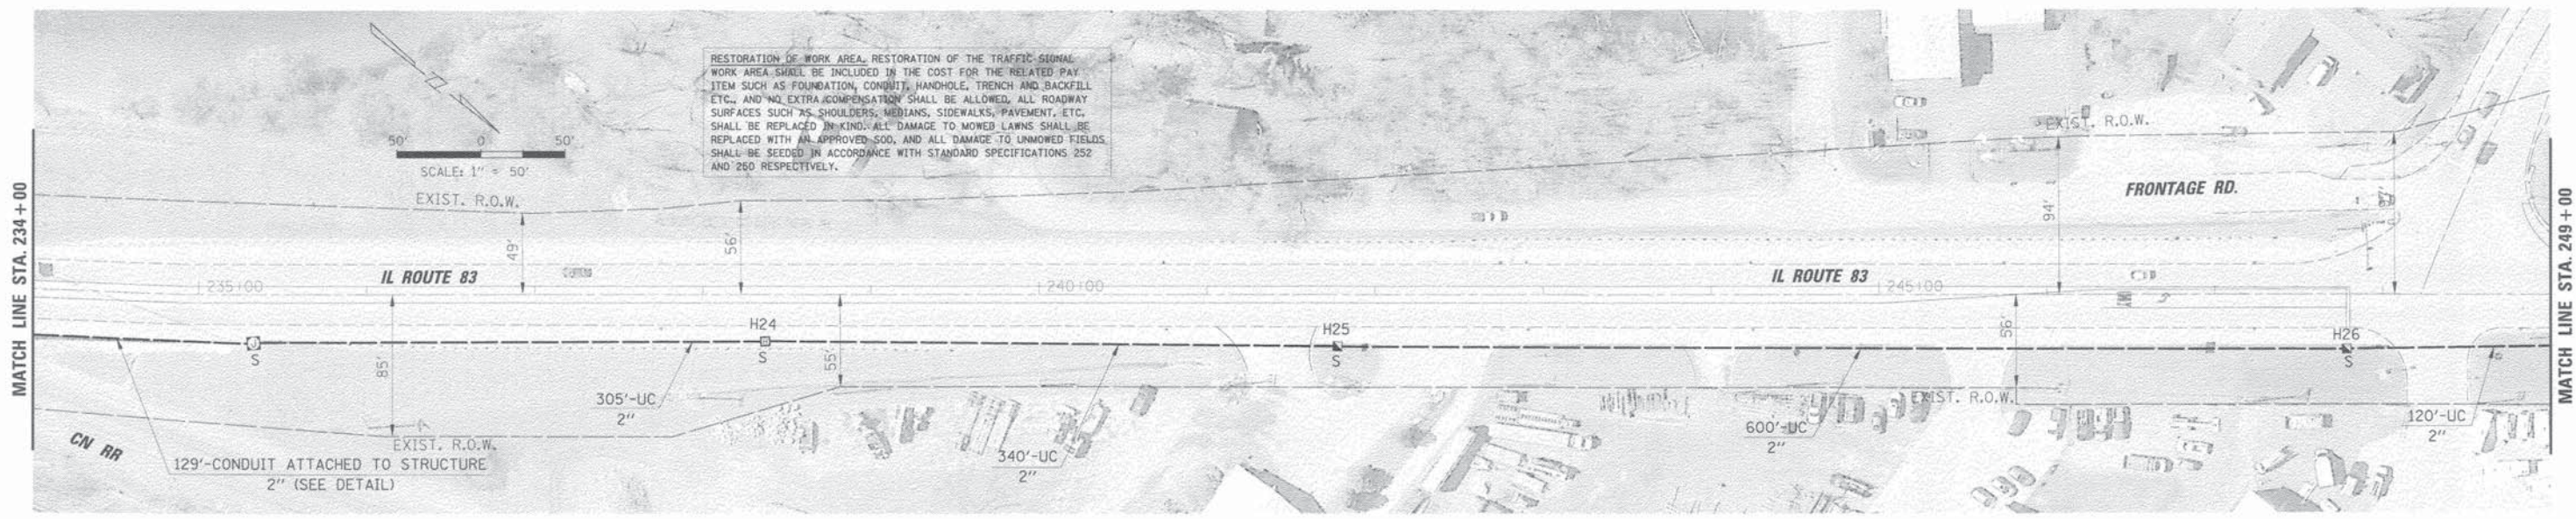 RESTORATION OF WORK AREA. RESTORATION OF THE TRAFFIC SIGNAL
WORK AREA SHALL BE INCLUDED IN THE COST FOR THE RELATED PAY
ITEM SUCH AS FOUNDATION, CONDUIT, HANDHOLE, TRENCH AND BACKFILL
ETC., AND NO EXTRA COMPENSATION SHALL BE ALLOWED. ALL ROADWAY
SURFACES SUCH AS SHOULDERS, MEDIANS, SIDEWALKS, PAVEMENT, ETC.
SHALL BE REPLACED IN KIND. ALL DAMAGE TO MOWED LAWNS SHALL BE
REPLACED WITH AN APPROVED SOD, AND ALL DAMAGE TO UNMOWED FIELDS
SHALL BE SEEDED IN ACCORDANCE WITH STANDARD SPECIFICATIONS 252
AND 250 RESPECTIVELY.
50' 0 50'
SCALE: 1" = 50'
EXIST. R.O.W.
EXIST. R.O.W.
FRONTAGE RD.
MATCH LINE STA. 234+00
MATCH LINE STA. 249+00
49'
56'
94'
IL ROUTE 83
IL ROUTE 83
235+00
240+00
245+00
H24
S
S
H25
S
H26
S
85'
55'
56'
305'-UC
2"
340'-UC
2"
600'-UC
2"
120'-UC
2"
EXIST. R.O.W.
EXIST. R.O.W.
CN RR
129'-CONDUIT ATTACHED TO STRUCTURE
2" (SEE DETAIL)